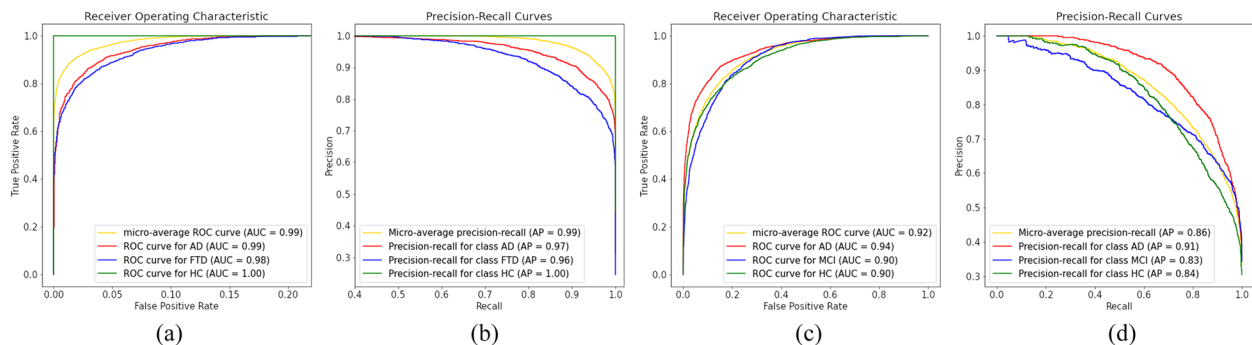 Receiver Operating Characteristic
1.0
0.8
0.6
0.4
0.2
0.0
True Positive Rate
0.00 0.05 0.10 0.15 0.20
False Positive Rate
micro-average ROC curve (AUC = 0.99)
ROC curve for AD (AUC = 0.99)
ROC curve for FTD (AUC = 0.98)
ROC curve for HC (AUC = 1.00)
(a)
Precision-Recall Curves
1.0
0.9
0.8
0.7
0.6
0.5
0.4
0.3
Precision
0.4 0.5 0.6 0.7 0.8 0.9 1.0
Recall
Micro-average precision-recall (AP = 0.99)
Precision-recall for class AD (AP = 0.97)
Precision-recall for class FTD (AP = 0.96)
Precision-recall for class HC (AP = 1.00)
(b)
Receiver Operating Characteristic
1.0
0.8
0.6
0.4
0.2
0.0
True Positive Rate
0.0 0.2 0.4 0.6 0.8 1.0
False Positive Rate
micro-average ROC curve (AUC = 0.92)
ROC curve for AD (AUC = 0.94)
ROC curve for MCI (AUC = 0.90)
ROC curve for HC (AUC = 0.90)
(c)
Precision-Recall Curves
1.0
0.9
0.8
0.7
0.6
0.5
0.4
0.3
Precision
0.0 0.2 0.4 0.6 0.8 1.0
Recall
Micro-average precision-recall (AP = 0.86)
Precision-recall for class AD (AP = 0.91)
Precision-recall for class MCI (AP = 0.83)
Precision-recall for class HC (AP = 0.84)
(d)